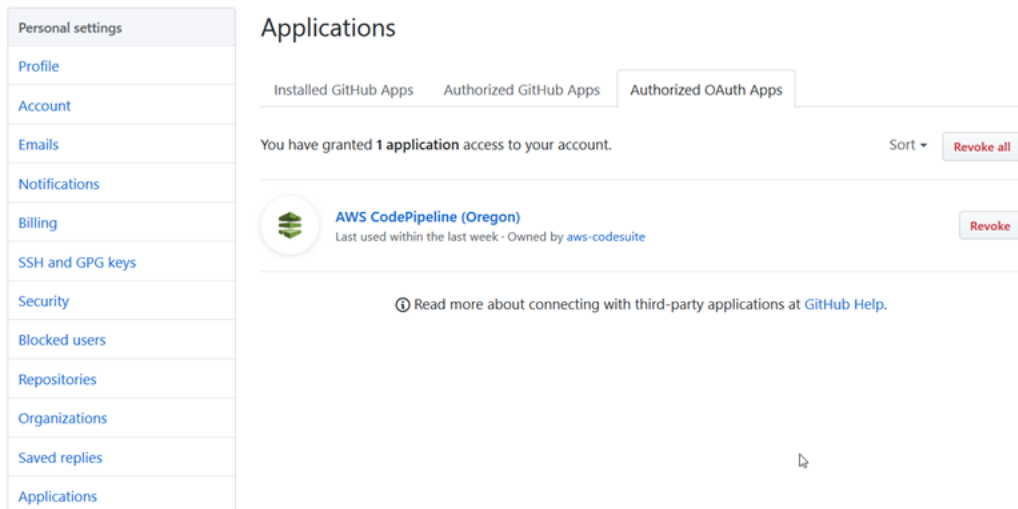 Personal settings
Profile
Account
Emails
Notifications
Billing
SSH and GPG keys
Security
Blocked users
Repositories
Organizations
Saved replies
Applications
Applications
Installed GitHub Apps
Authorized GitHub Apps
Authorized OAuth Apps
You have granted 1 application access to your account.
Sort
Revoke all
AWS CodePipeline (Oregon)
Last used within the last week · Owned by aws-codesuite
Revoke
Read more about connecting with third-party applications at GitHub Help.